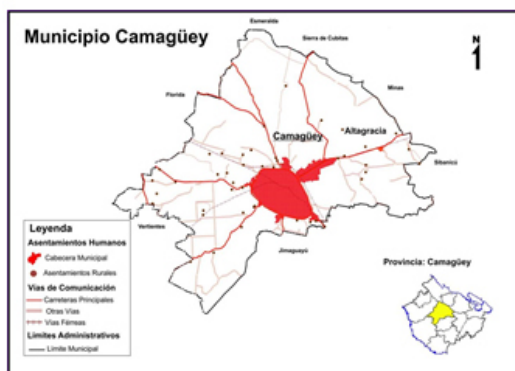 Municipio Camagüey
Esmeralda
Sierra de Cubitas
N
Minas
Florida
Camagüey
Altagracia
Sibanicú
Vertientes
Jimaguayú
Leyenda
Asentamientos Humanos
Cabecera Municipal
Asentamientos Rurales
Vías de Comunicación
Carreteras Principales
Otras Vías
Vías Férreas
Límites Administrativos
Límite Municipal
Provincia: Camagüey